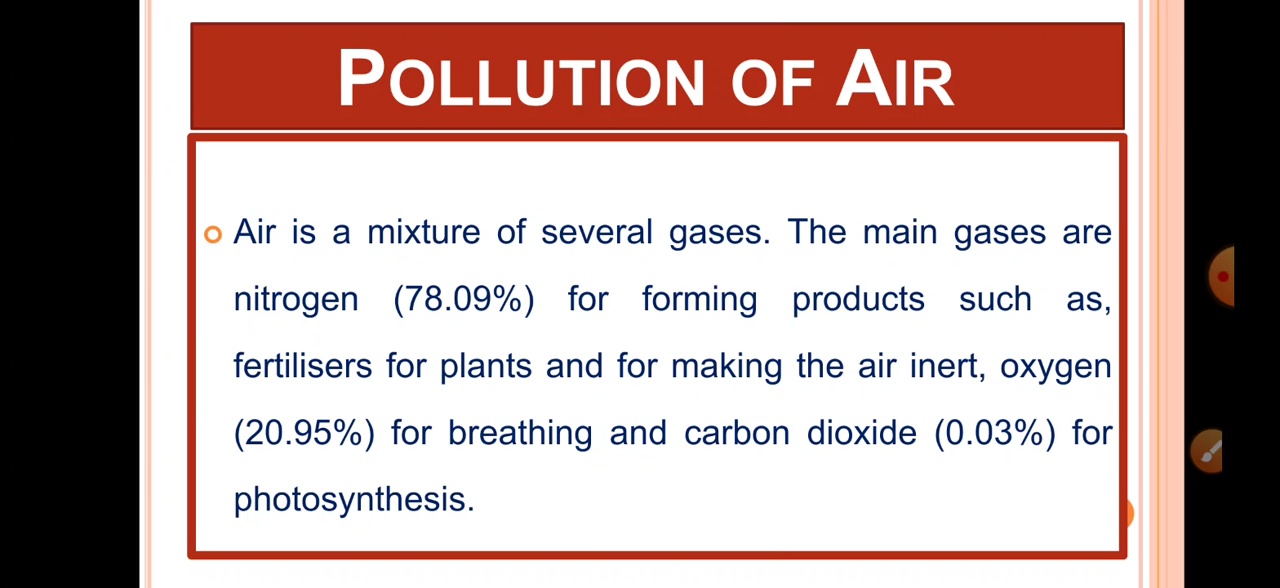 POLLUTION OF AIR
Air is a mixture of several gases. The main gases are
nitrogen (78.09%) for forming products such as,
fertilisers for plants and for making the air inert, oxygen
(20.95%) for breathing and carbon dioxide (0.03%) for
photosynthesis.